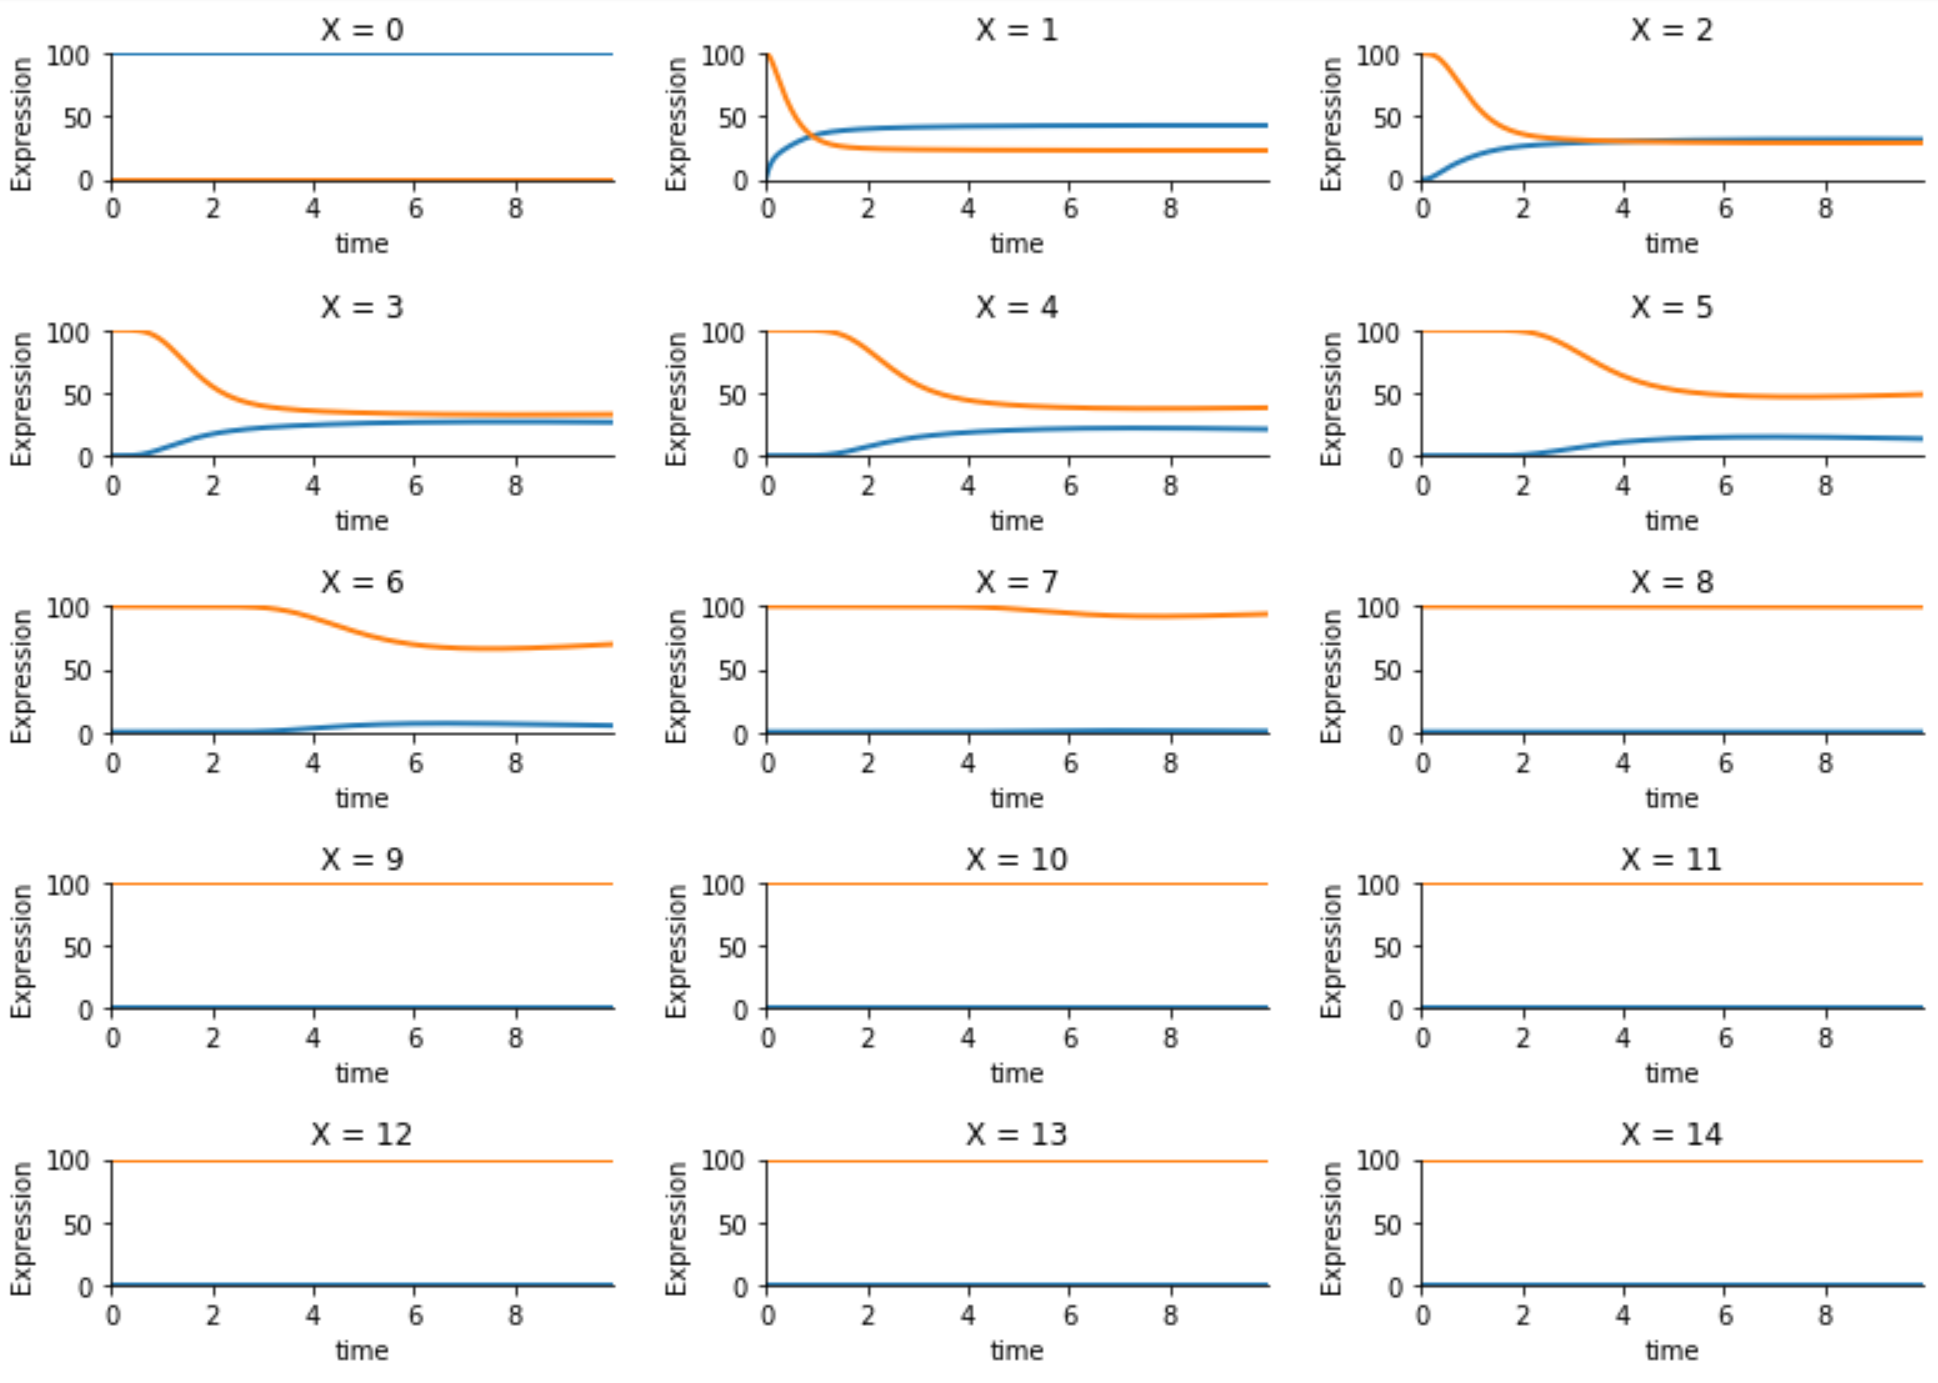 X = 0
X = 1
X = 2
100
50
0
Expression
0 2 4 6 8
time
100
50
0
Expression
0 2 4 6 8
time
100
50
0
Expression
0 2 4 6 8
time
X = 3
X = 4
X = 5
100
50
0
Expression
0 2 4 6 8
time
100
50
0
Expression
0 2 4 6 8
time
100
50
0
Expression
0 2 4 6 8
time
X = 6
X = 7
X = 8
100
50
0
Expression
0 2 4 6 8
time
100
50
0
Expression
0 2 4 6 8
time
100
50
0
Expression
0 2 4 6 8
time
X = 9
X = 10
X = 11
100
50
0
Expression
0 2 4 6 8
time
100
50
0
Expression
0 2 4 6 8
time
100
50
0
Expression
0 2 4 6 8
time
X = 12
X = 13
X = 14
100
50
0
Expression
0 2 4 6 8
time
100
50
0
Expression
0 2 4 6 8
time
100
50
0
Expression
0 2 4 6 8
time